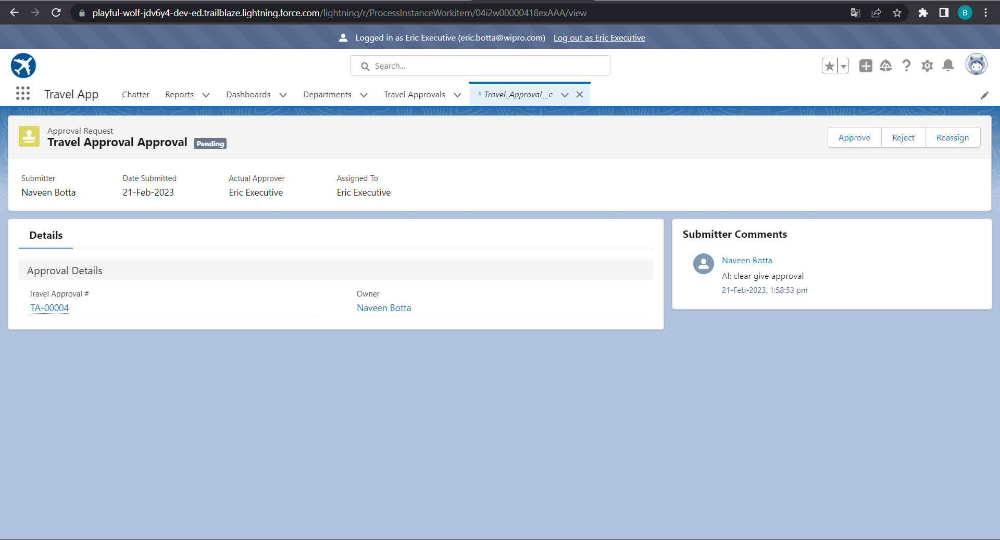 playful-wolf-jdv6y4-dev-ed.trailblaze.lightning.force.com/lightning/r/ProcessInstanceWorkitem/04i2w00000418exAAA/view
B
Logged in as Eric Executive (eric.botta@wipro.com) Log out as Eric Executive
Search...
Travel App Chatter Reports Dashboards Departments Travel Approvals * Travel_Approval__c
Approval Request
Travel Approval Approval Pending
Approve Reject Reassign
Submitter Date Submitted Actual Approver Assigned To
Naveen Botta 21-Feb-2023 Eric Executive Eric Executive
Details
Approval Details
Travel Approval # Owner
TA-00004 Naveen Botta
Submitter Comments
Naveen Botta
Al; clear give approval
21-Feb-2023, 1:58:53 pm